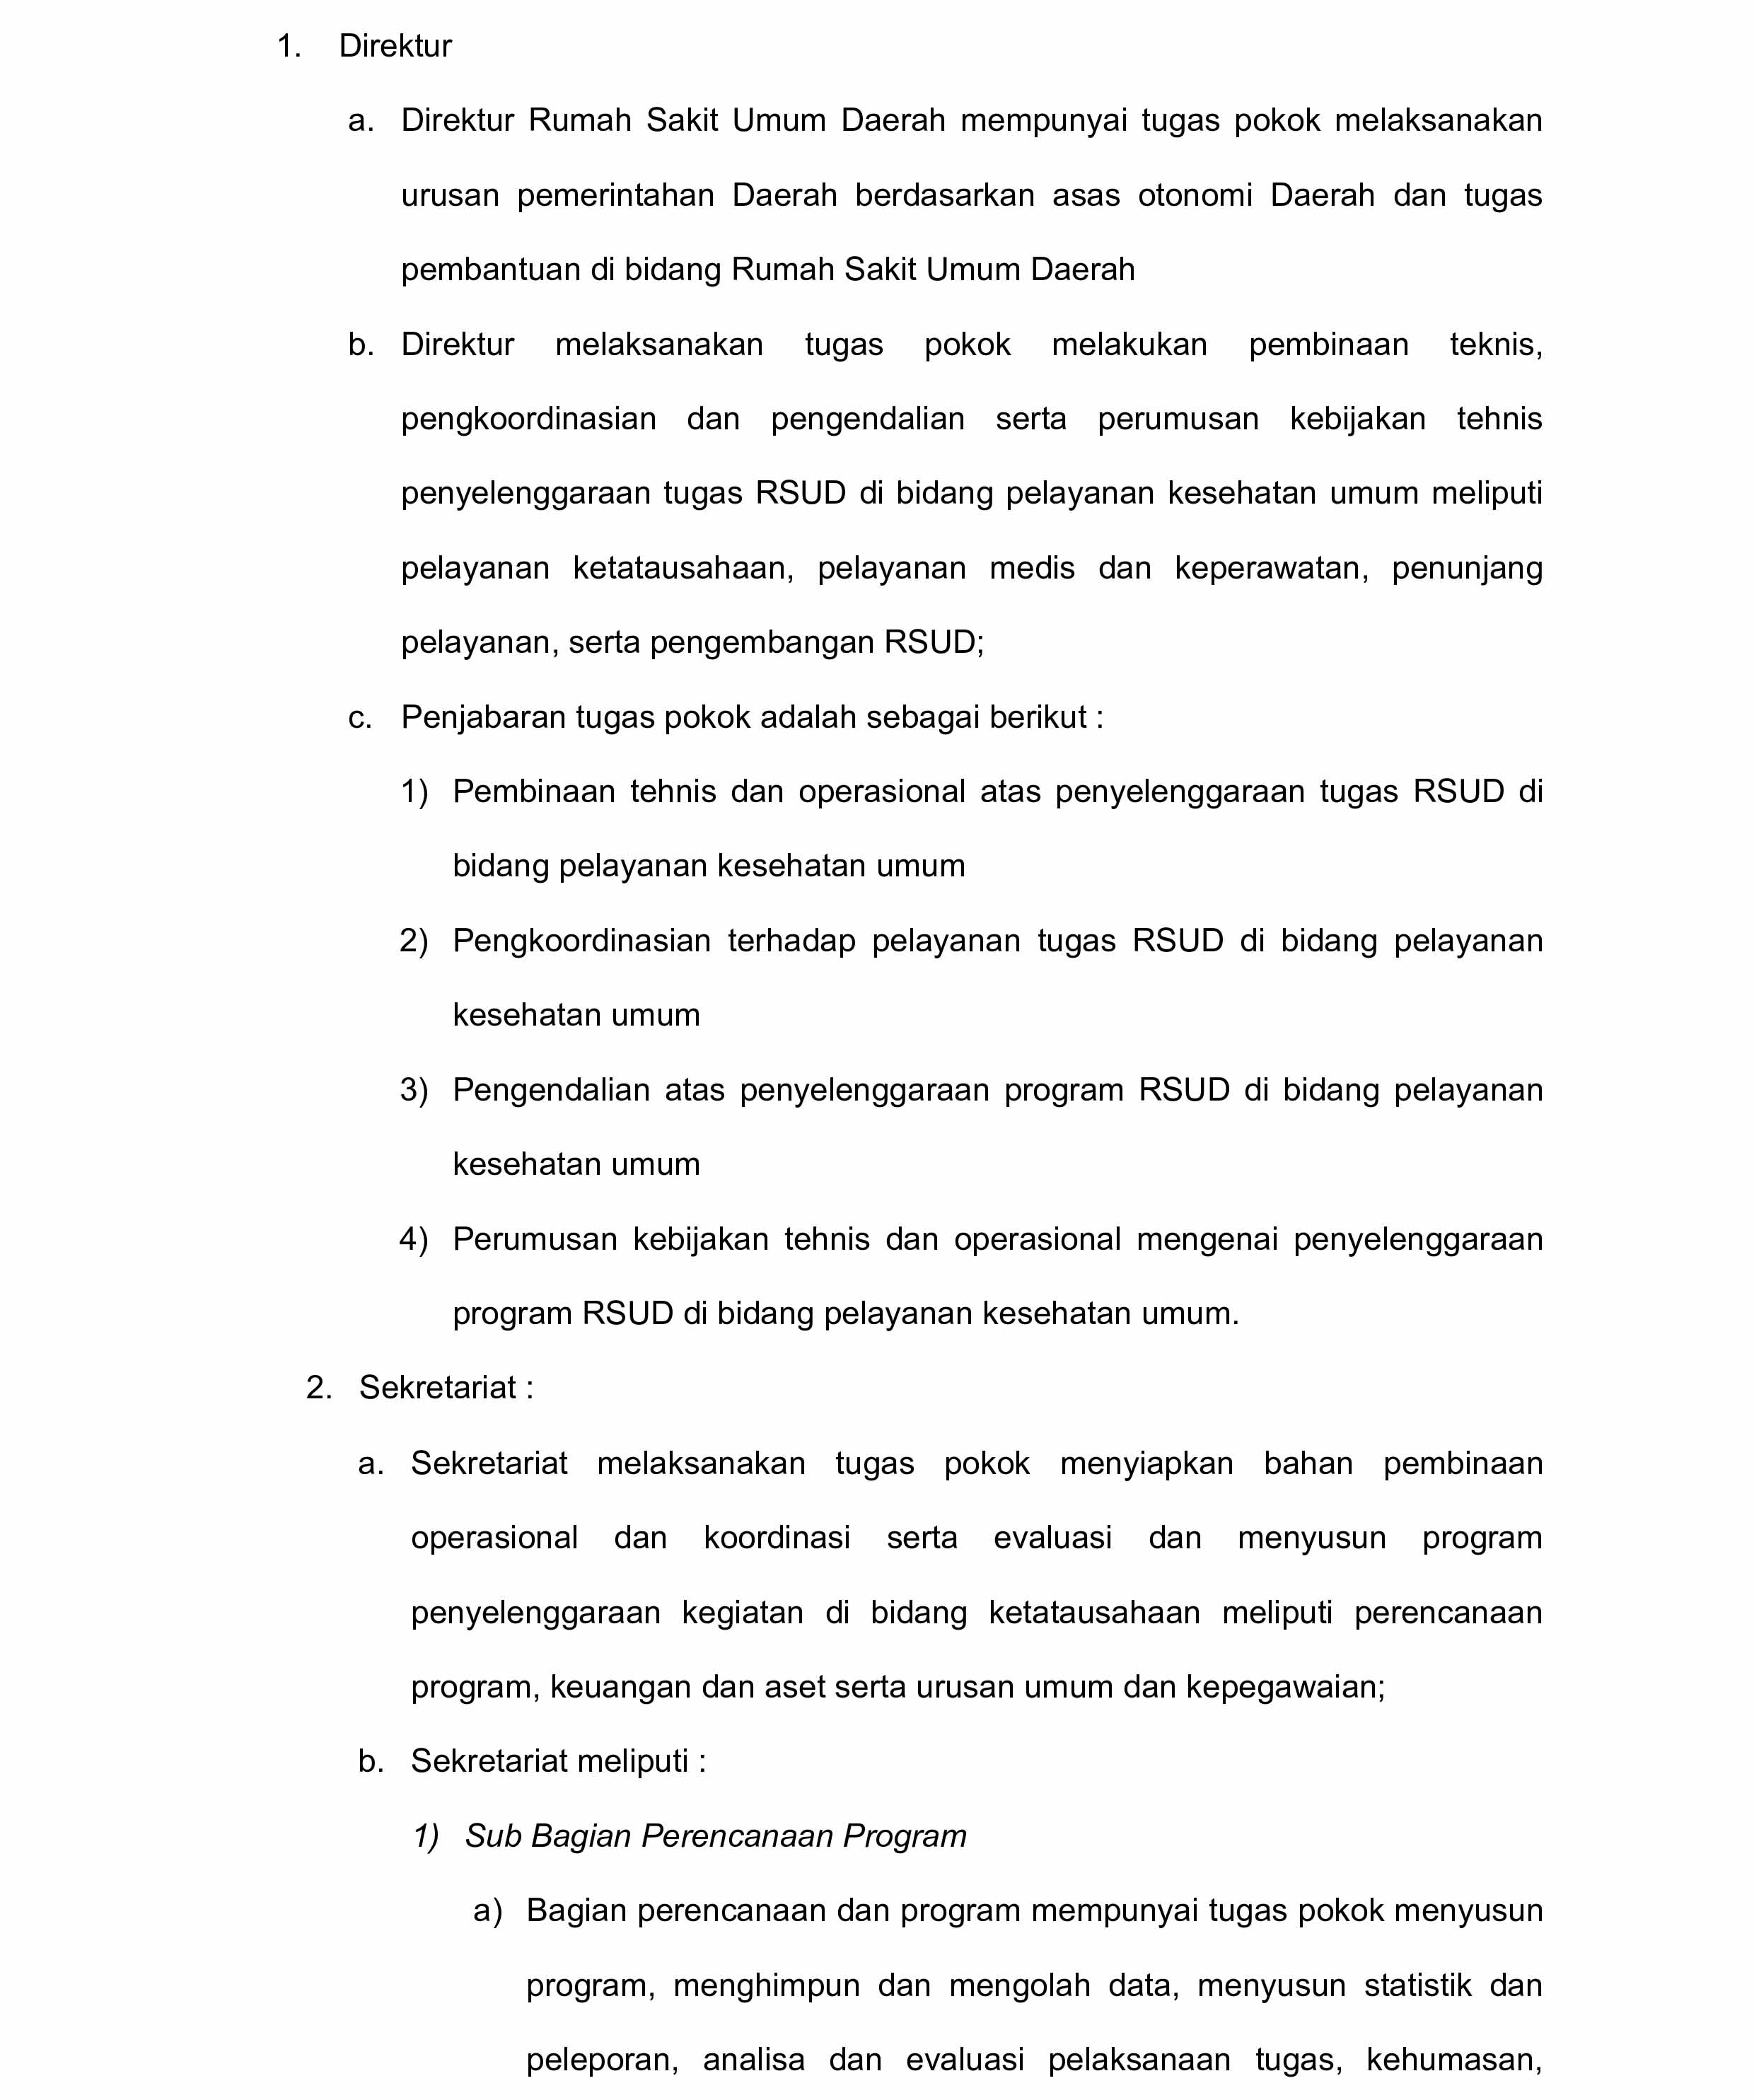 1. Direktur
a. Direktur Rumah Sakit Umum Daerah mempunyai tugas pokok melaksanakan
urusan pemerintahan Daerah berdasarkan asas otonomi Daerah dan tugas
pembantuan di bidang Rumah Sakit Umum Daerah
b. Direktur melaksanakan tugas pokok melakukan pembinaan teknis,
pengkoordinasian dan pengendalian serta perumusan kebijakan tehnis
penyelenggaraan tugas RSUD di bidang pelayanan kesehatan umum meliputi
pelayanan ketatausahaan, pelayanan medis dan keperawatan, penunjang
pelayanan, serta pengembangan RSUD;
c. Penjabaran tugas pokok adalah sebagai berikut :
1) Pembinaan tehnis dan operasional atas penyelenggaraan tugas RSUD di
bidang pelayanan kesehatan umum
2) Pengkoordinasian terhadap pelayanan tugas RSUD di bidang pelayanan
kesehatan umum
3) Pengendalian atas penyelenggaraan program RSUD di bidang pelayanan
kesehatan umum
4) Perumusan kebijakan tehnis dan operasional mengenai penyelenggaraan
program RSUD di bidang pelayanan kesehatan umum.
2. Sekretariat :
a. Sekretariat melaksanakan tugas pokok menyiapkan bahan pembinaan
operasional dan koordinasi serta evaluasi dan menyusun program
penyelenggaraan kegiatan di bidang ketatausahaan meliputi perencanaan
program, keuangan dan aset serta urusan umum dan kepegawaian;
b. Sekretariat meliputi :
1) Sub Bagian Perencanaan Program
a) Bagian perencanaan dan program mempunyai tugas pokok menyusun
program, menghimpun dan mengolah data, menyusun statistik dan
peleporan, analisa dan evaluasi pelaksanaan tugas, kehumasan,